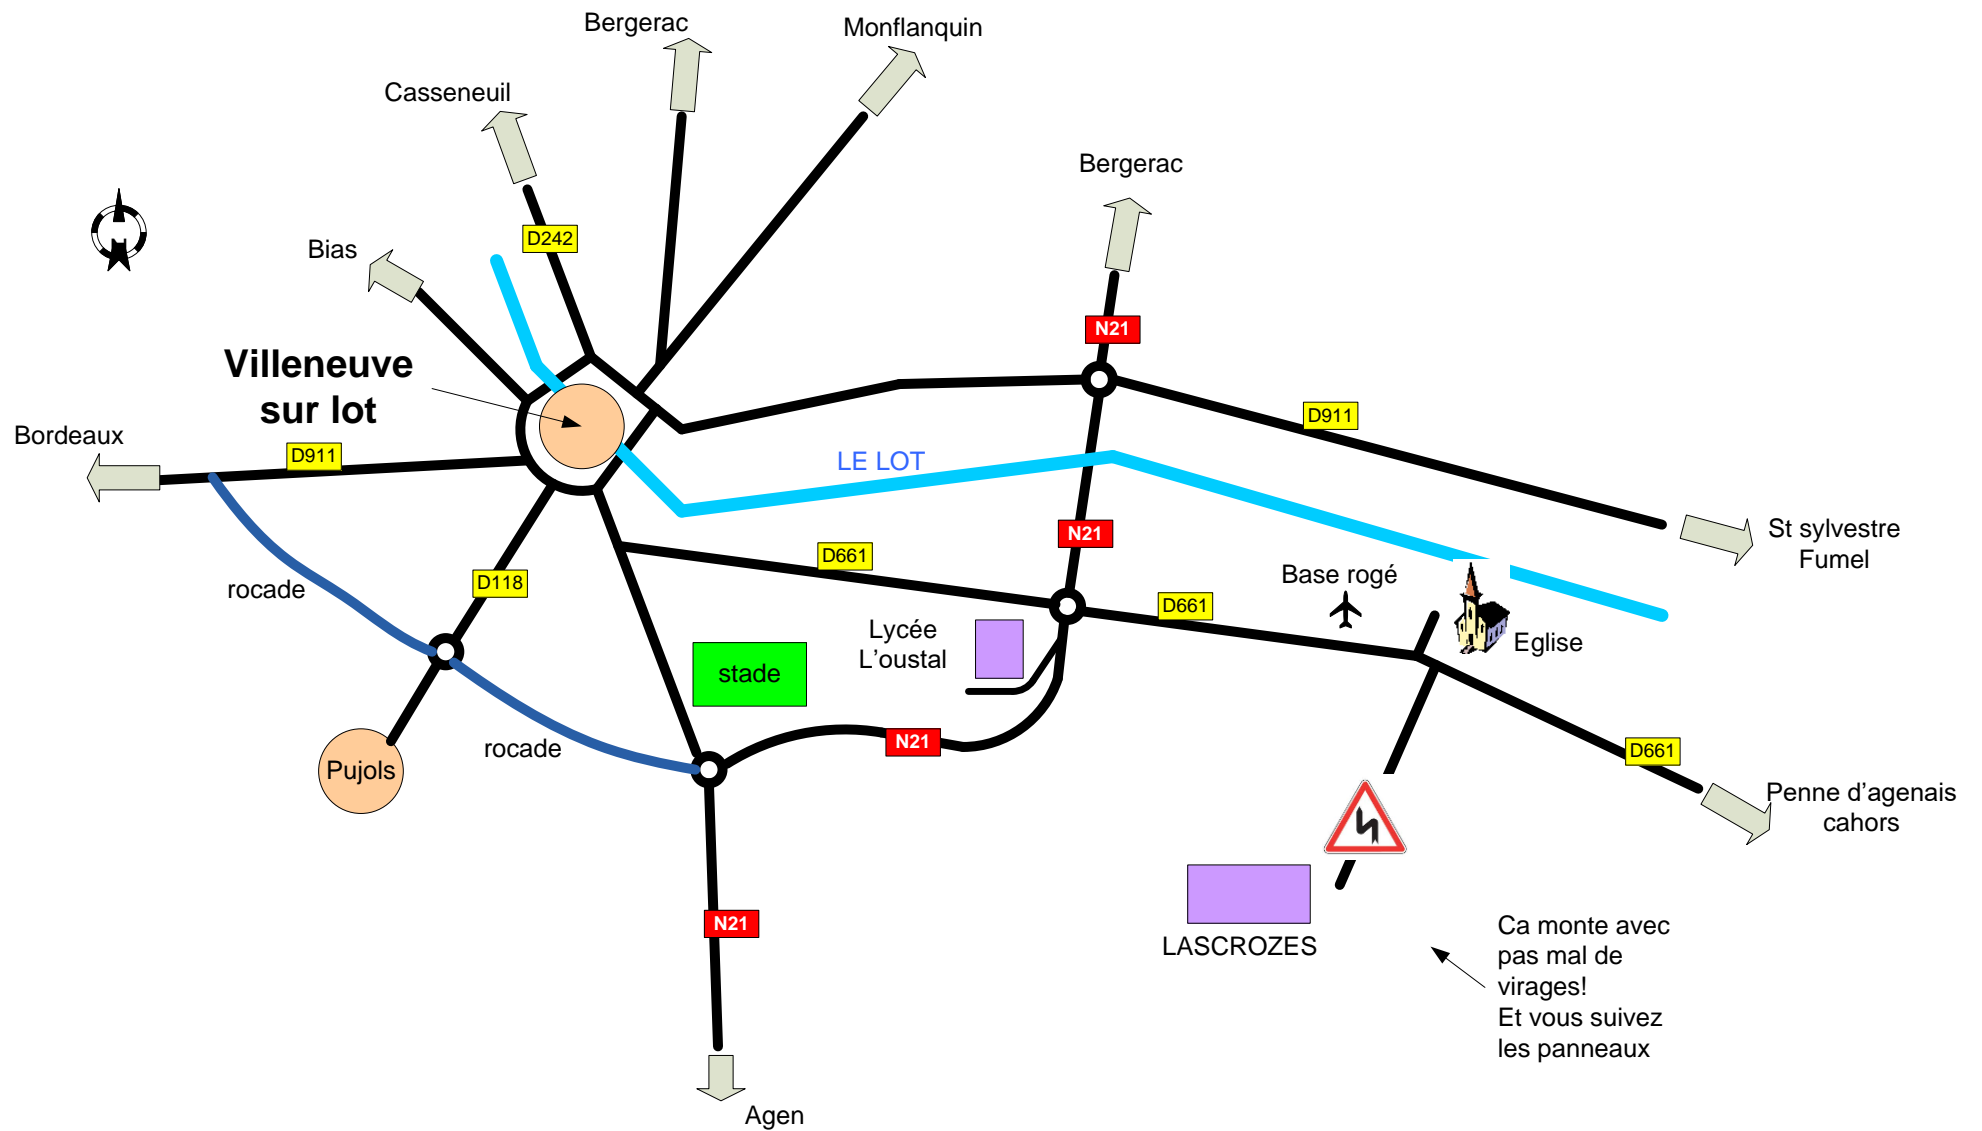 Bergerac
Monflanquin
Casseneuil
Bergerac
D242
Bias
N21
Villeneuve
sur lot
D911
Bordeaux
D911
LE LOT
N21
St sylvestre
Fumel
D661
Base rogé
D118
rocade
D661
Lycée
L'oustal
Eglise
stade
N21
rocade
D661
Pujols
Penne d'agenais
cahors
N21
LASCROZES
Ca monte avec
pas mal de
virages!
Et vous suivez
les panneaux
Agen